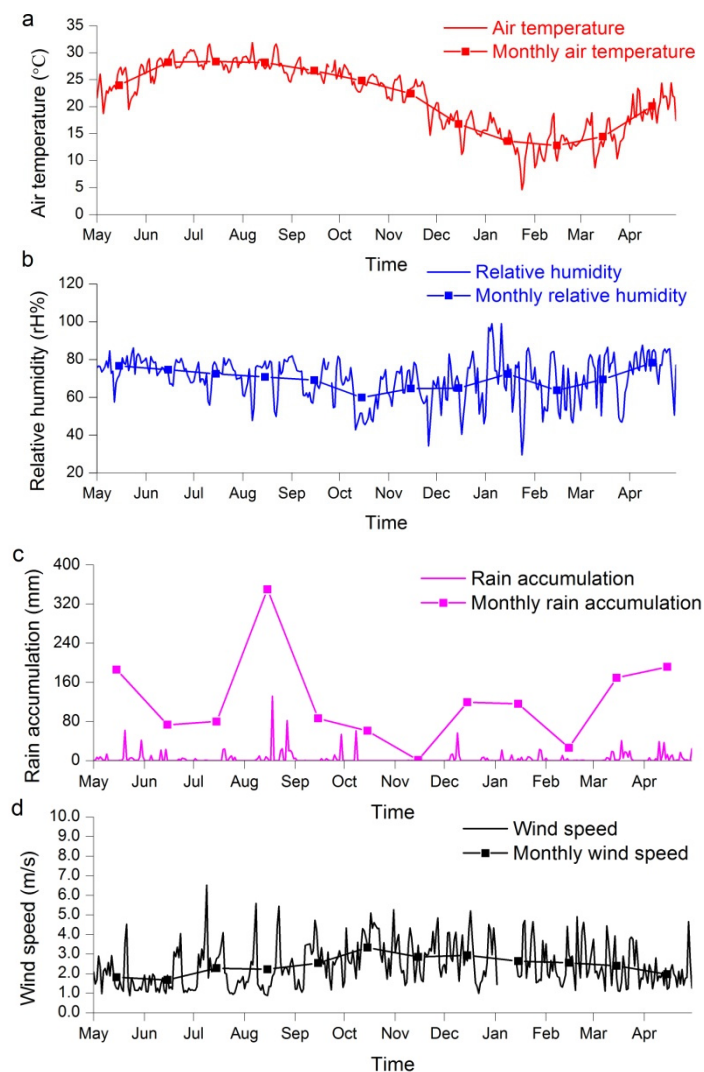 a
Air temperature
Monthly air temperature
Air temperature (°C)
35
30
25
20
15
10
5
0
May Jun Jul Aug Sep Oct Nov Dec Jan Feb Mar Apr
Time
b
Relative humidity
Monthly relative humidity
Relative humidity (rH%)
120
100
80
60
40
20
May Jun Jul Aug Sep Oct Nov Dec Jan Feb Mar Apr
Time
c
Rain accumulation
Monthly rain accumulation
Rain accumulation (mm)
400
320
240
160
80
0
May Jun Jul Aug Sep Oct Nov Dec Jan Feb Mar Apr
Time
d
Wind speed
Monthly wind speed
Wind speed (m/s)
10.0
9.0
8.0
7.0
6.0
5.0
4.0
3.0
2.0
1.0
0.0
May Jun Jul Aug Sep Oct Nov Dec Jan Feb Mar Apr
Time